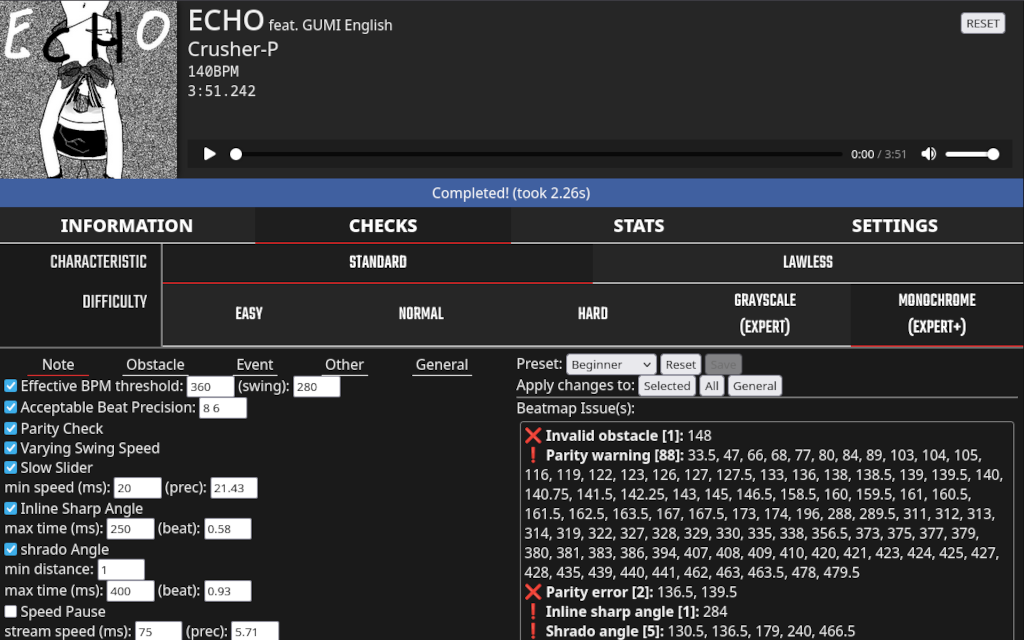 ECHO
ECHO feat. GUMI English
Crusher-P
140BPM
3:51.242
RESET
0:00 / 3:51
Completed! (took 2.26s)
INFORMATION CHECKS STATS SETTINGS
CHARACTERISTIC STANDARD LAWLESS
DIFFICULTY EASY NORMAL HARD GRAYSCALE (EXPERT) MONOCHROME (EXPERT+)
Note Obstacle Event Other General
Effective BPM threshold: 360 (swing): 280
Acceptable Beat Precision: 8 6
Parity Check
Varying Swing Speed
Slow Slider
min speed (ms): 20 (prec): 21.43
Inline Sharp Angle
max time (ms): 250 (beat): 0.58
shrado Angle
min distance: 1
max time (ms): 400 (beat): 0.93
Speed Pause
stream speed (ms): 75 (prec): 5.71
Preset: Beginner Reset Save
Apply changes to: Selected All General
Beatmap Issue(s):
❌ Invalid obstacle [1]: 148
❗ Parity warning [88]: 33.5, 47, 66, 68, 77, 80, 84, 89, 103, 104, 105,
116, 119, 122, 123, 126, 127, 127.5, 133, 136, 138, 138.5, 139, 139.5, 140,
140.75, 141.5, 142.25, 143, 145, 146.5, 158.5, 160, 159.5, 161, 160.5,
161.5, 162.5, 163.5, 167, 167.5, 173, 174, 196, 288, 289.5, 311, 312, 313,
314, 319, 322, 327, 328, 329, 330, 335, 338, 356.5, 373, 375, 377, 379,
380, 381, 383, 386, 394, 407, 408, 409, 410, 420, 421, 423, 424, 425, 427,
428, 435, 439, 440, 441, 462, 463, 463.5, 478, 479.5
❌ Parity error [2]: 136.5, 139.5
❗ Inline sharp angle [1]: 284
❗ Shrado angle [5]: 130.5, 136.5, 179, 240, 466.5